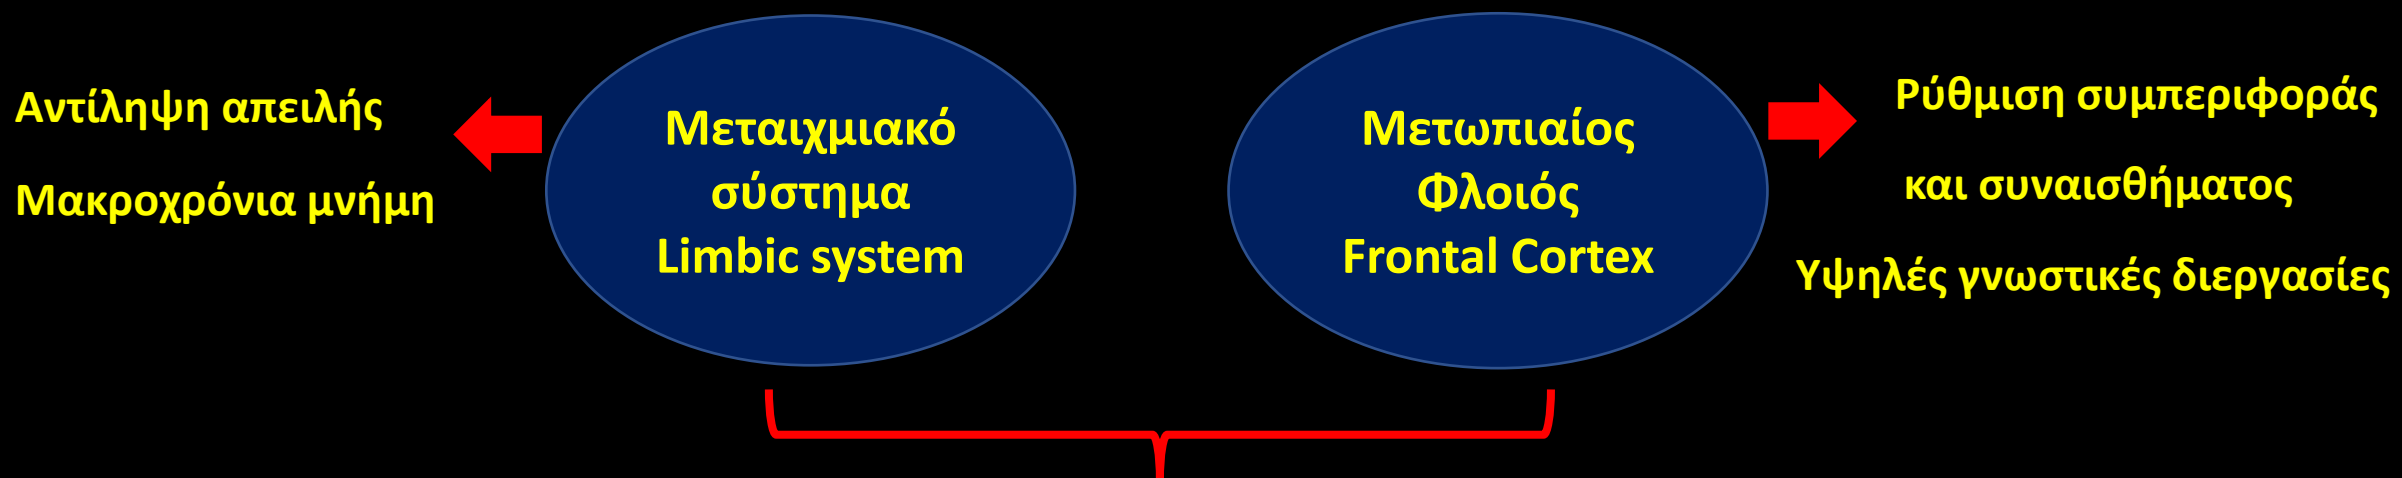 Αντίληψη απειλής
Μακροχρόνια μνήμη
Μεταιχμιακό
σύστημα
Limbic system
Μετωπιαίος
Φλοιός
Frontal Cortex
Ρύθμιση συμπεριφοράς
και συναισθήματος
Υψηλές γνωστικές διεργασίες